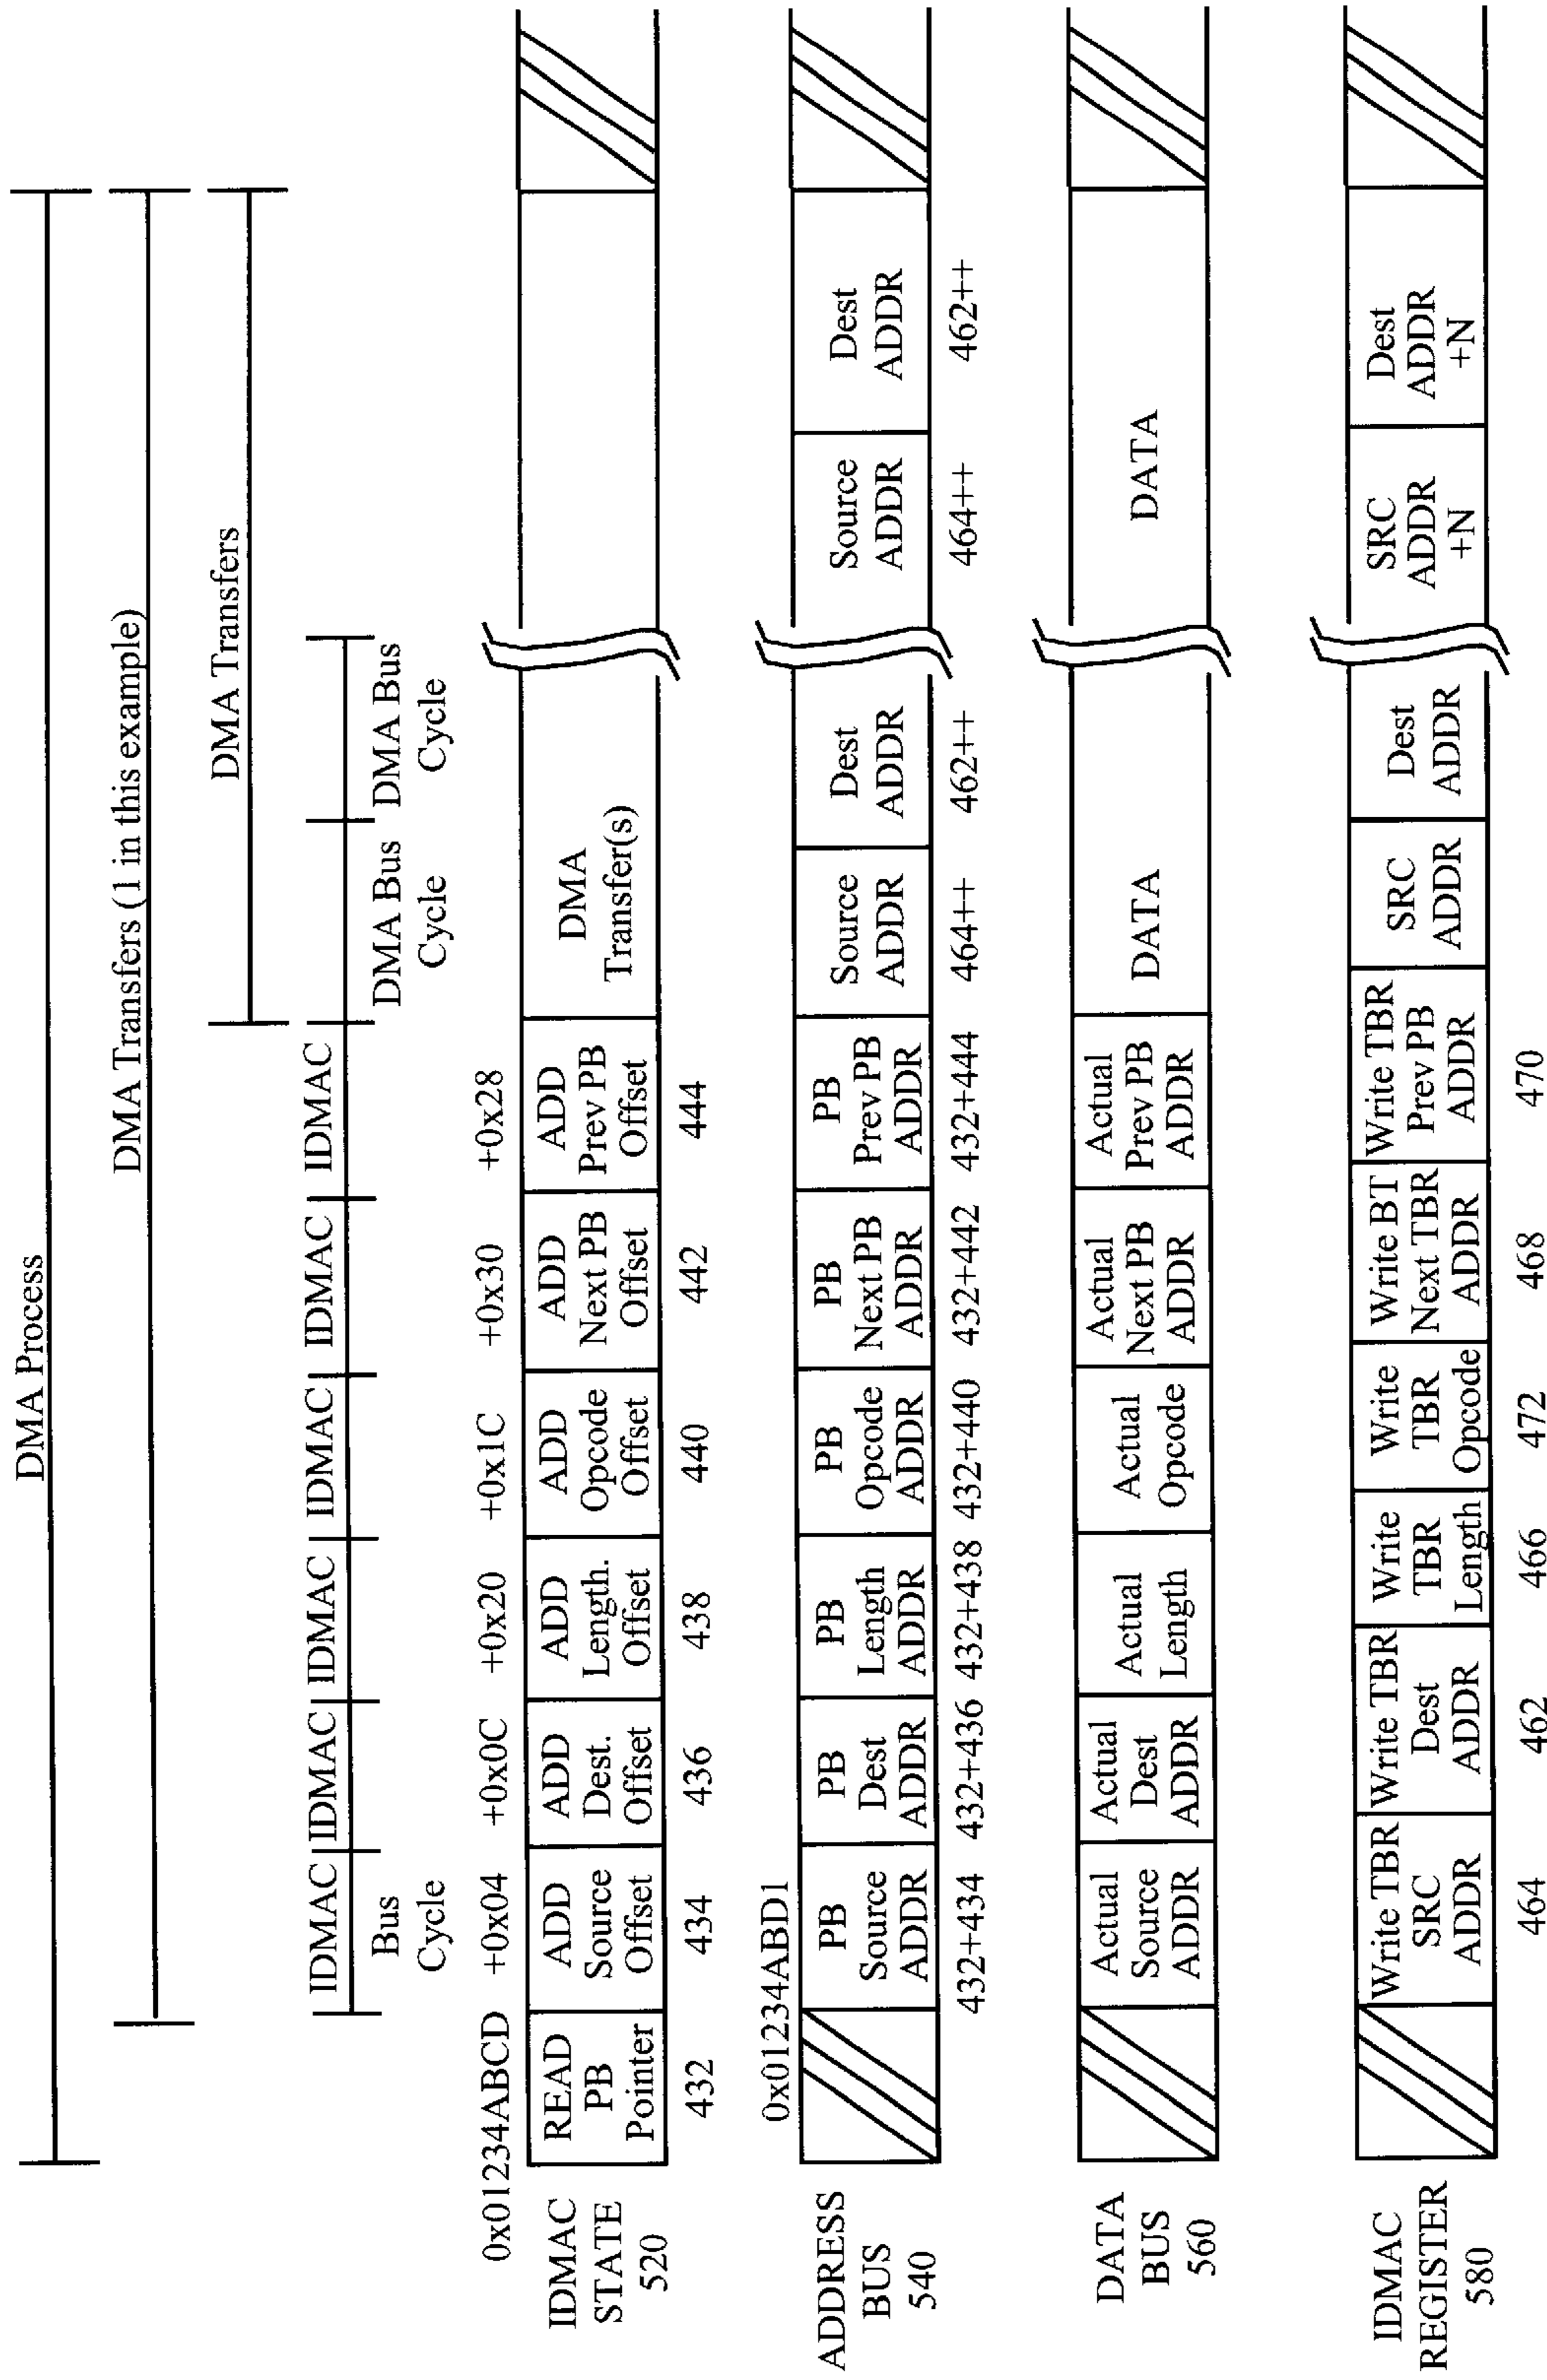 DMA Process
DMA Transfers (1 in this example)
DMA Transfers
IDMAC
IDMAC
IDMAC
IDMAC
IDMAC
IDMAC
Bus
Cycle
DMA Bus
Cycle
DMA Bus
Cycle
0x01234ABCD
+0x04
+0x0C
+0x20
+0x1C
+0x30
+0x28
IDMAC
STATE
520
READ
PB
Pointer
ADD
Source
Offset
ADD
Dest.
Offset
ADD
Length.
Offset
ADD
Opcode
Offset
ADD
Next PB
Offset
ADD
Prev PB
Offset
DMA
Transfer(s)
432
434
436
438
440
442
444
0x01234ABD1
ADDRESS
BUS
540
PB
Source
ADDR
PB
Dest
ADDR
PB
Length
ADDR
PB
Opcode
ADDR
PB
Next PB
ADDR
PB
Prev PB
ADDR
Source
ADDR
Dest
ADDR
Source
ADDR
Dest
ADDR
432+434
432+436
432+438
432+440
432+442
432+444
464++
462++
464++
462++
DATA
BUS
560
Actual
Source
ADDR
Actual
Dest
ADDR
Actual
Length
Actual
Opcode
Actual
Next PB
ADDR
Actual
Prev PB
ADDR
DATA
DATA
IDMAC
REGISTER
580
Write TBR
SRC
ADDR
Write TBR
Dest
ADDR
Write
TBR
Length
Write
TBR
Opcode
Write BT
Next TBR
ADDR
Write TBR
Prev PB
ADDR
SRC
ADDR
Dest
ADDR
SRC
ADDR
+N
Dest
ADDR
+N
464
462
466
472
468
470